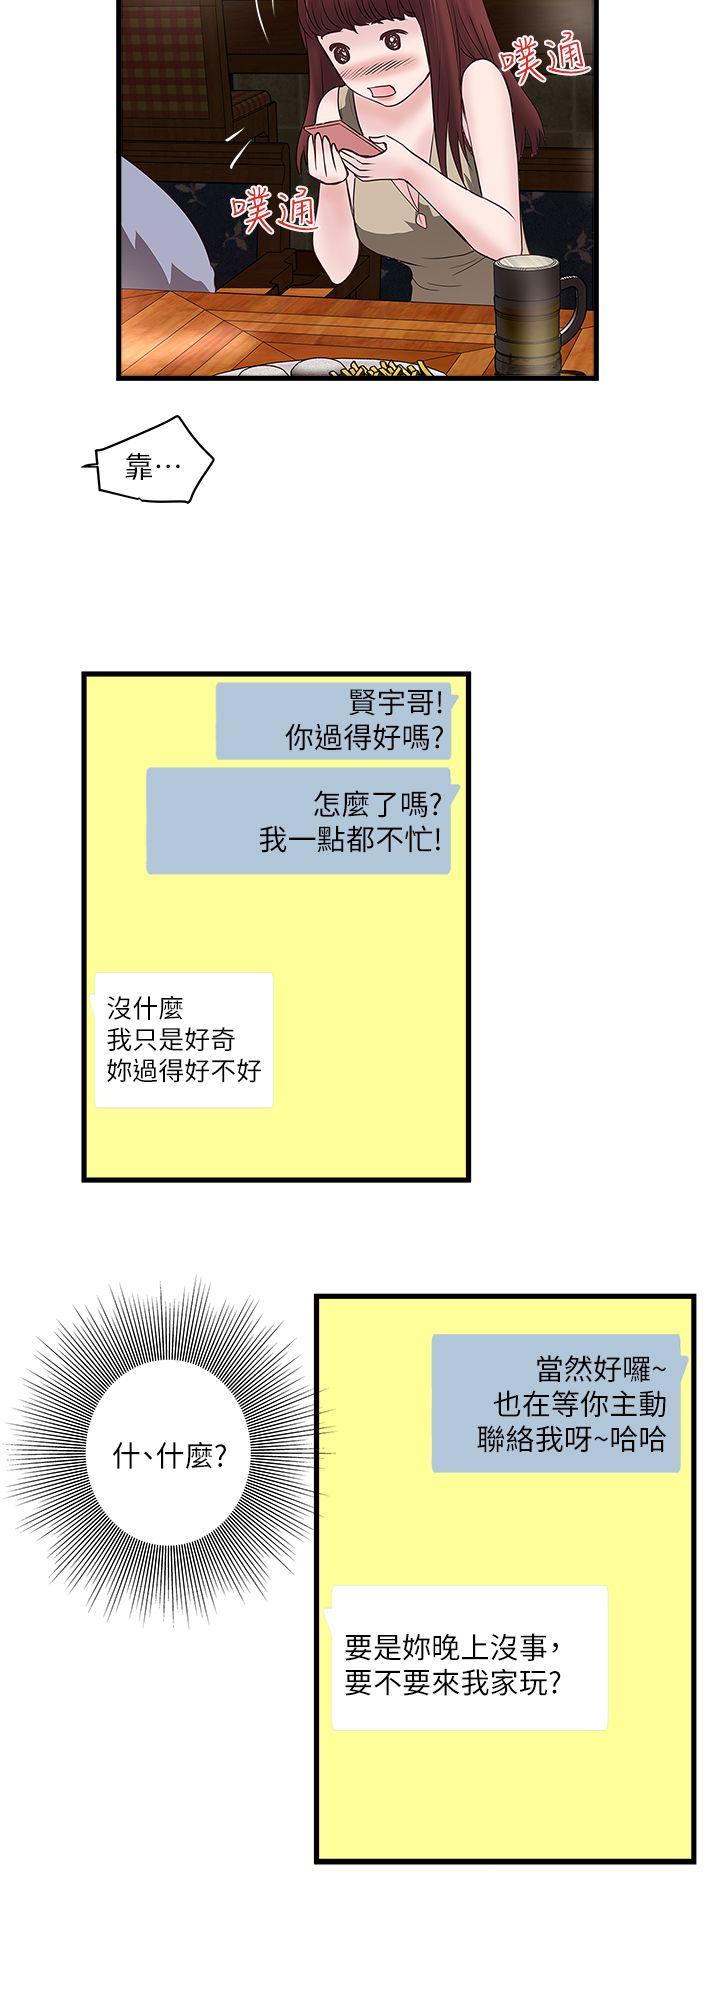 噗通
噗通
靠…
賢宇哥!
你過得好嗎?
怎麼了嗎?
我一點都不忙!
沒什麼
我只是好奇
妳過得好不好
當然好囉~
也在等你主動
聯絡我呀~哈哈
什、什麼?
要是妳晚上沒事，
要不要來我家玩?